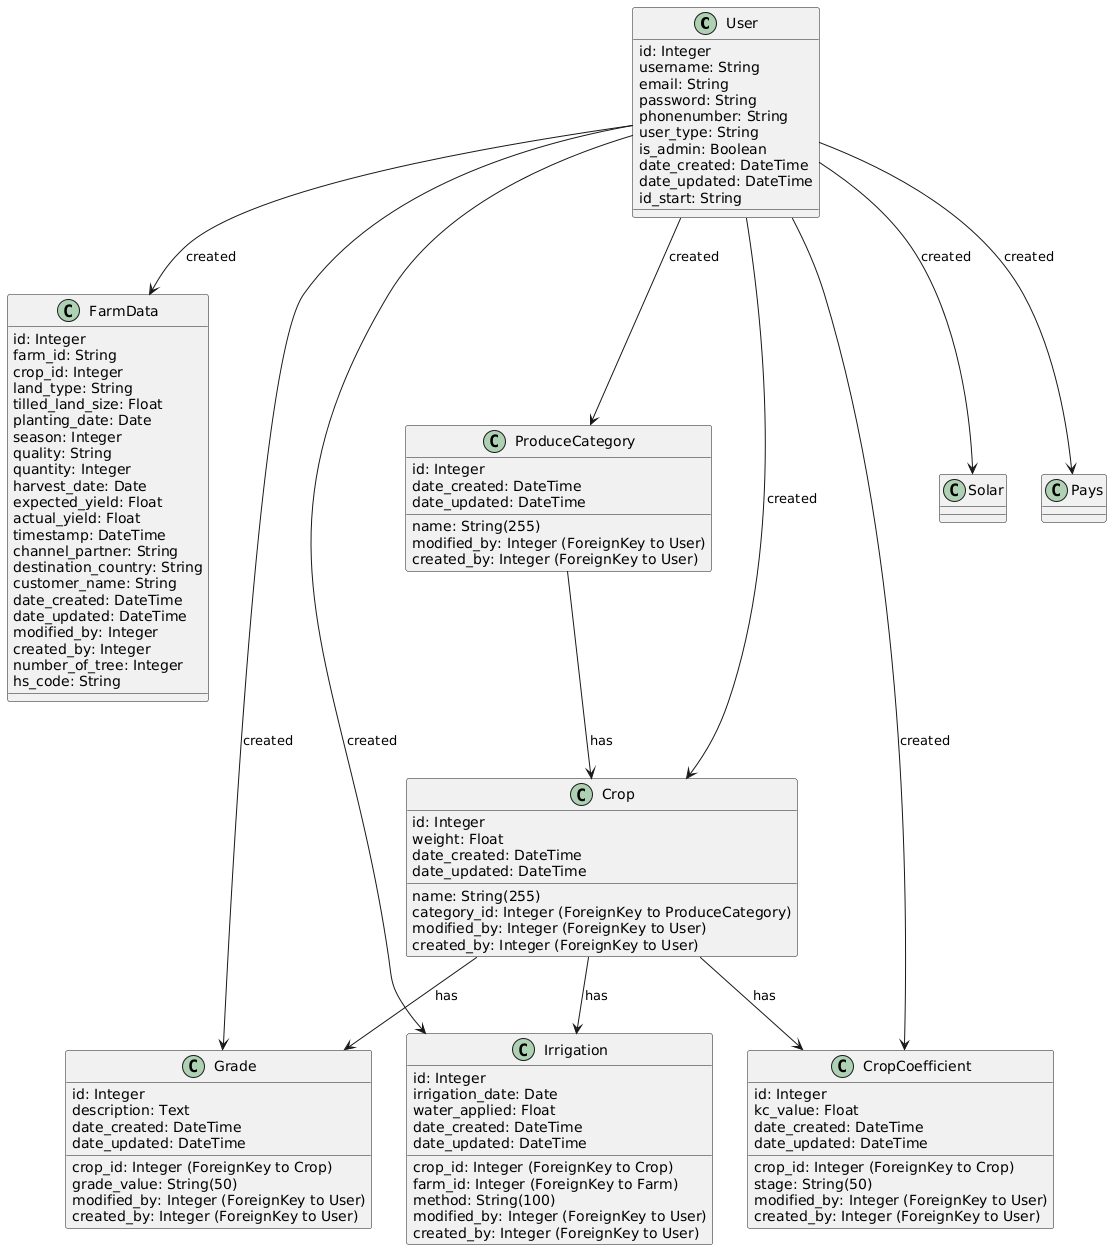 User
id: Integer
username: String
email: String
password: String
phonenumber: String
user_type: String
is_admin: Boolean
date_created: DateTime
date_updated: DateTime
id_start: String
created
created
created
created
FarmData
id: Integer
farm_id: String
crop_id: Integer
land_type: String
tilled_land_size: Float
planting_date: Date
season: Integer
quality: String
quantity: Integer
harvest_date: Date
expected_yield: Float
actual_yield: Float
timestamp: DateTime
channel_partner: String
destination_country: String
customer_name: String
date_created: DateTime
date_updated: DateTime
modified_by: Integer
created_by: Integer
number_of_tree: Integer
hs_code: String
ProduceCategory
id: Integer
date_created: DateTime
date_updated: DateTime
name: String(255)
modified_by: Integer (ForeignKey to User)
created_by: Integer (ForeignKey to User)
created
Solar
Pays
created
created
has
created
Crop
id: Integer
weight: Float
date_created: DateTime
date_updated: DateTime
name: String(255)
category_id: Integer (ForeignKey to ProduceCategory)
modified_by: Integer (ForeignKey to User)
created_by: Integer (ForeignKey to User)
has
has
has
Grade
id: Integer
description: Text
date_created: DateTime
date_updated: DateTime
crop_id: Integer (ForeignKey to Crop)
grade_value: String(50)
modified_by: Integer (ForeignKey to User)
created_by: Integer (ForeignKey to User)
Irrigation
id: Integer
irrigation_date: Date
water_applied: Float
date_created: DateTime
date_updated: DateTime
crop_id: Integer (ForeignKey to Crop)
farm_id: Integer (ForeignKey to Farm)
method: String(100)
modified_by: Integer (ForeignKey to User)
created_by: Integer (ForeignKey to User)
CropCoefficient
id: Integer
kc_value: Float
date_created: DateTime
date_updated: DateTime
crop_id: Integer (ForeignKey to Crop)
stage: String(50)
modified_by: Integer (ForeignKey to User)
created_by: Integer (ForeignKey to User)